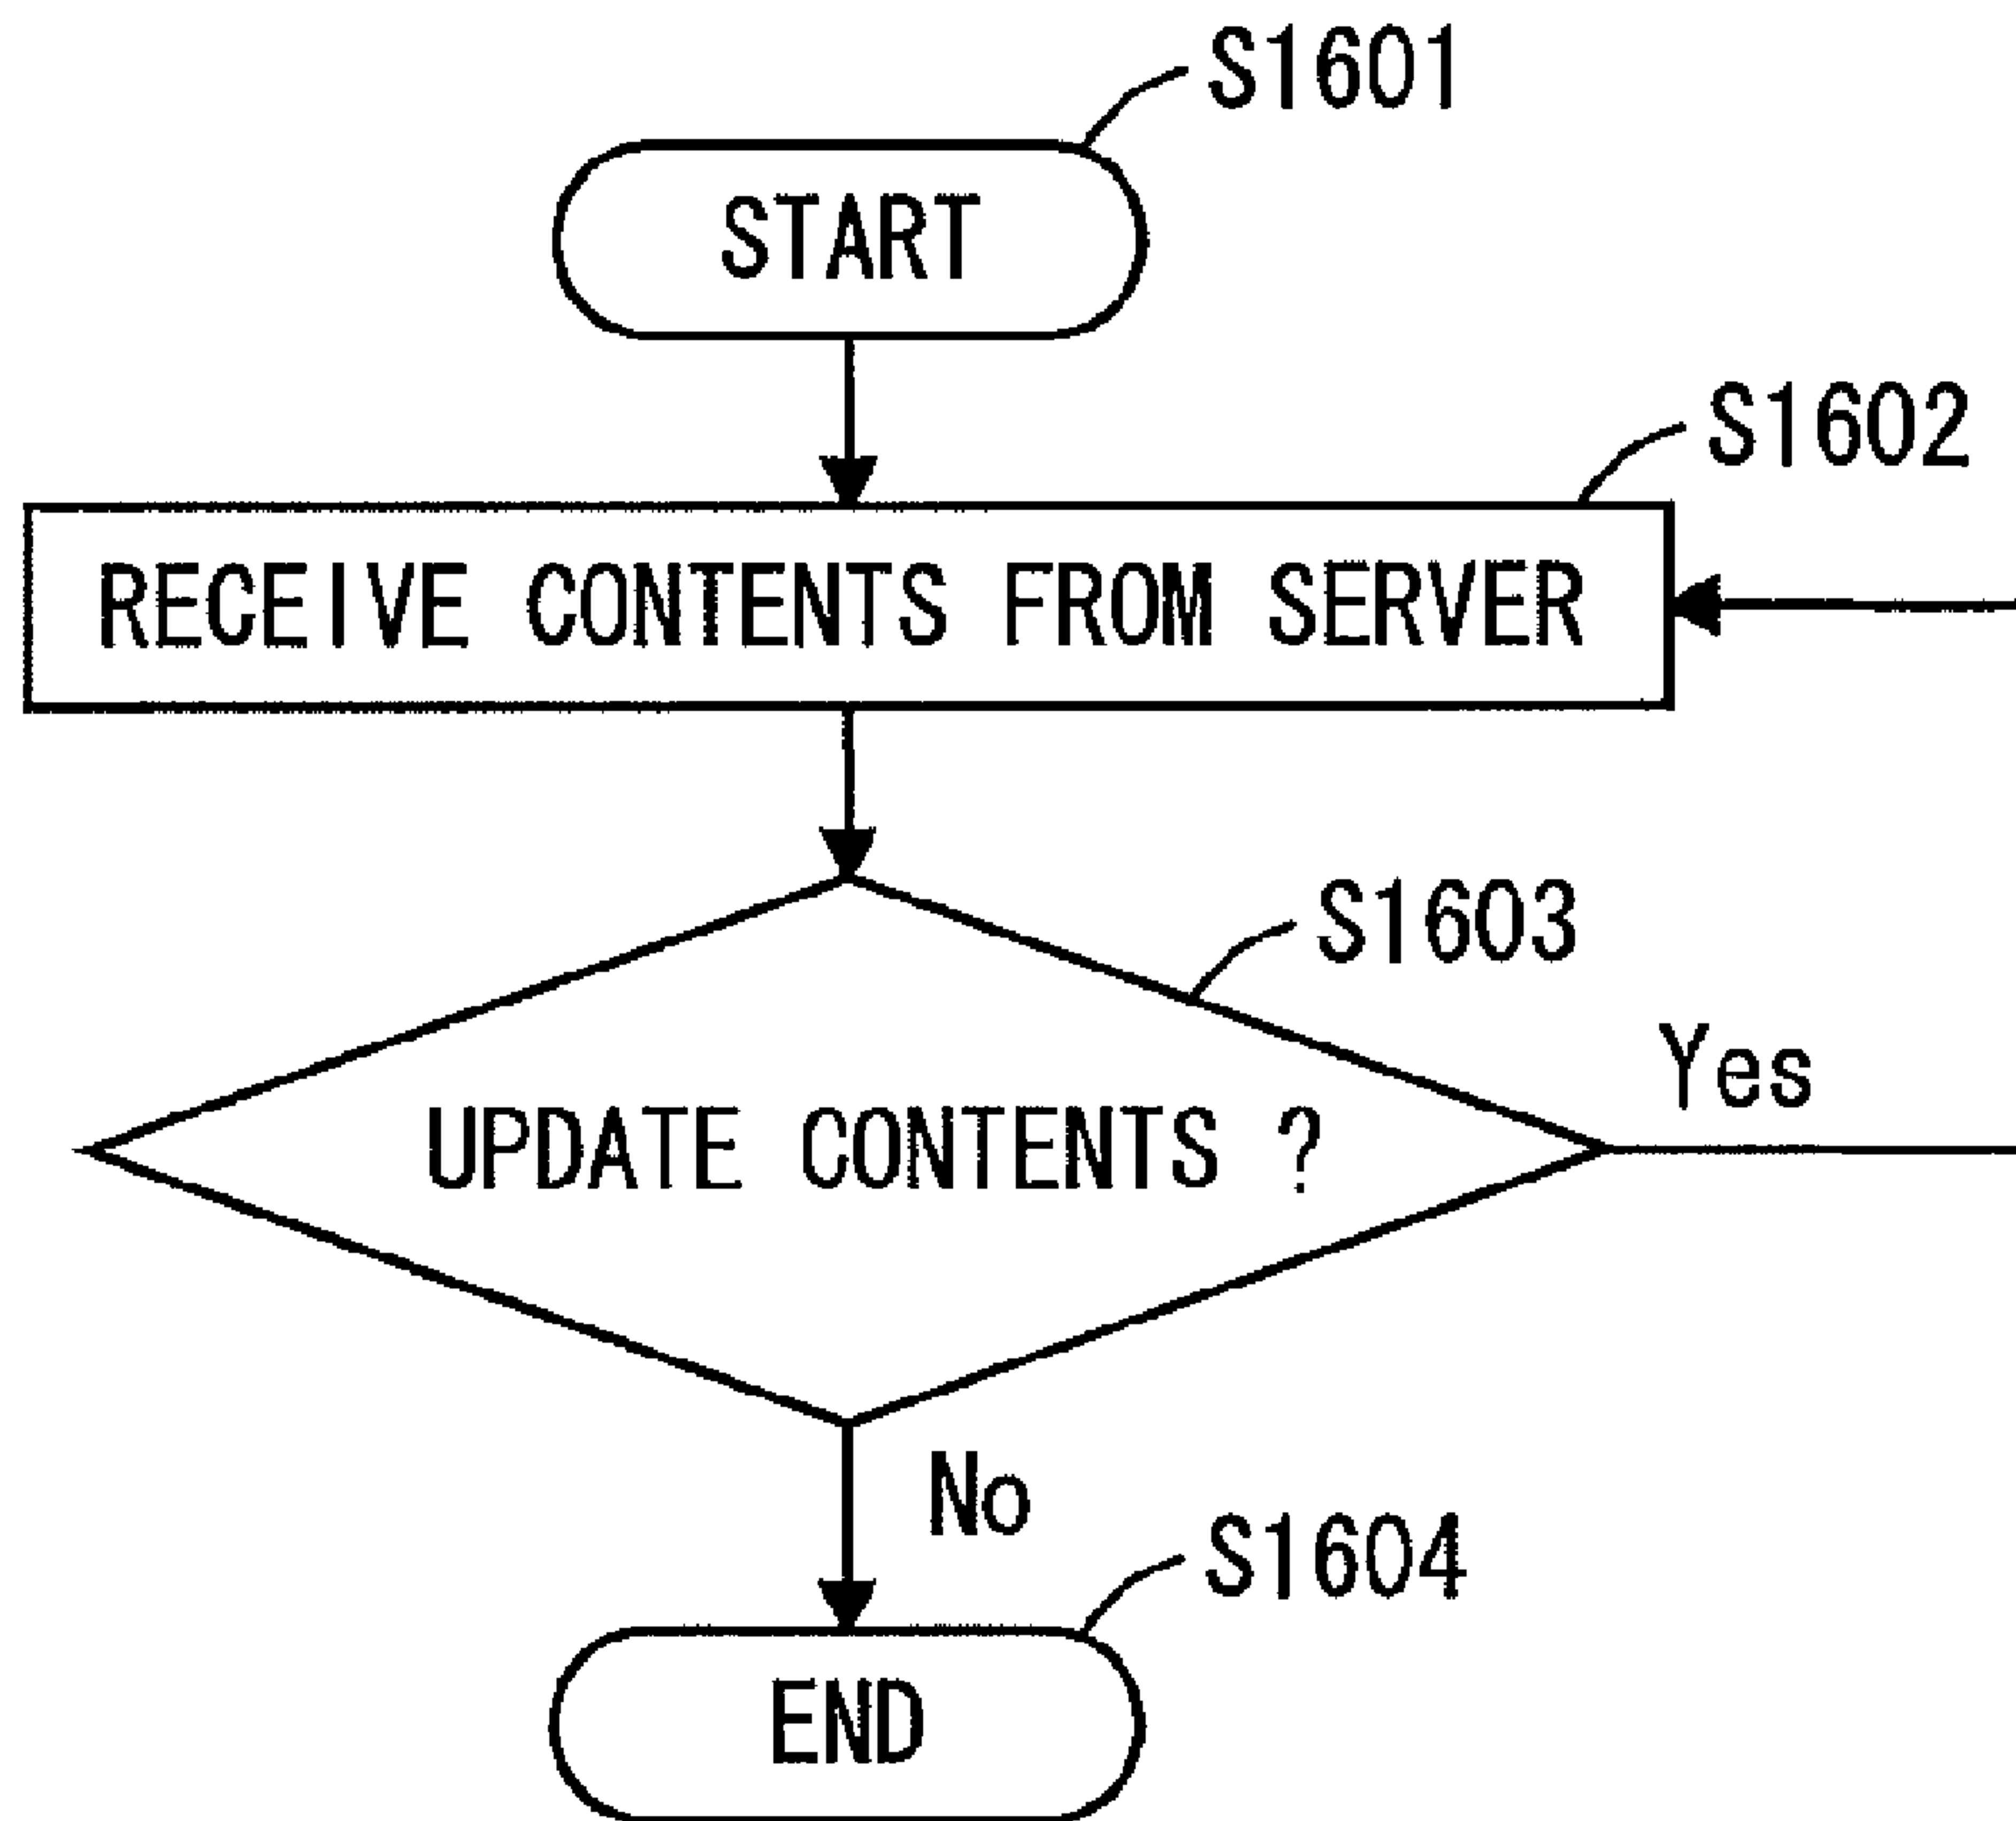 S1601
START
S1602
RECEIVE CONTENTS FROM SERVER
S1603
Yes
UPDATE CONTENTS ?
No
S1604
END